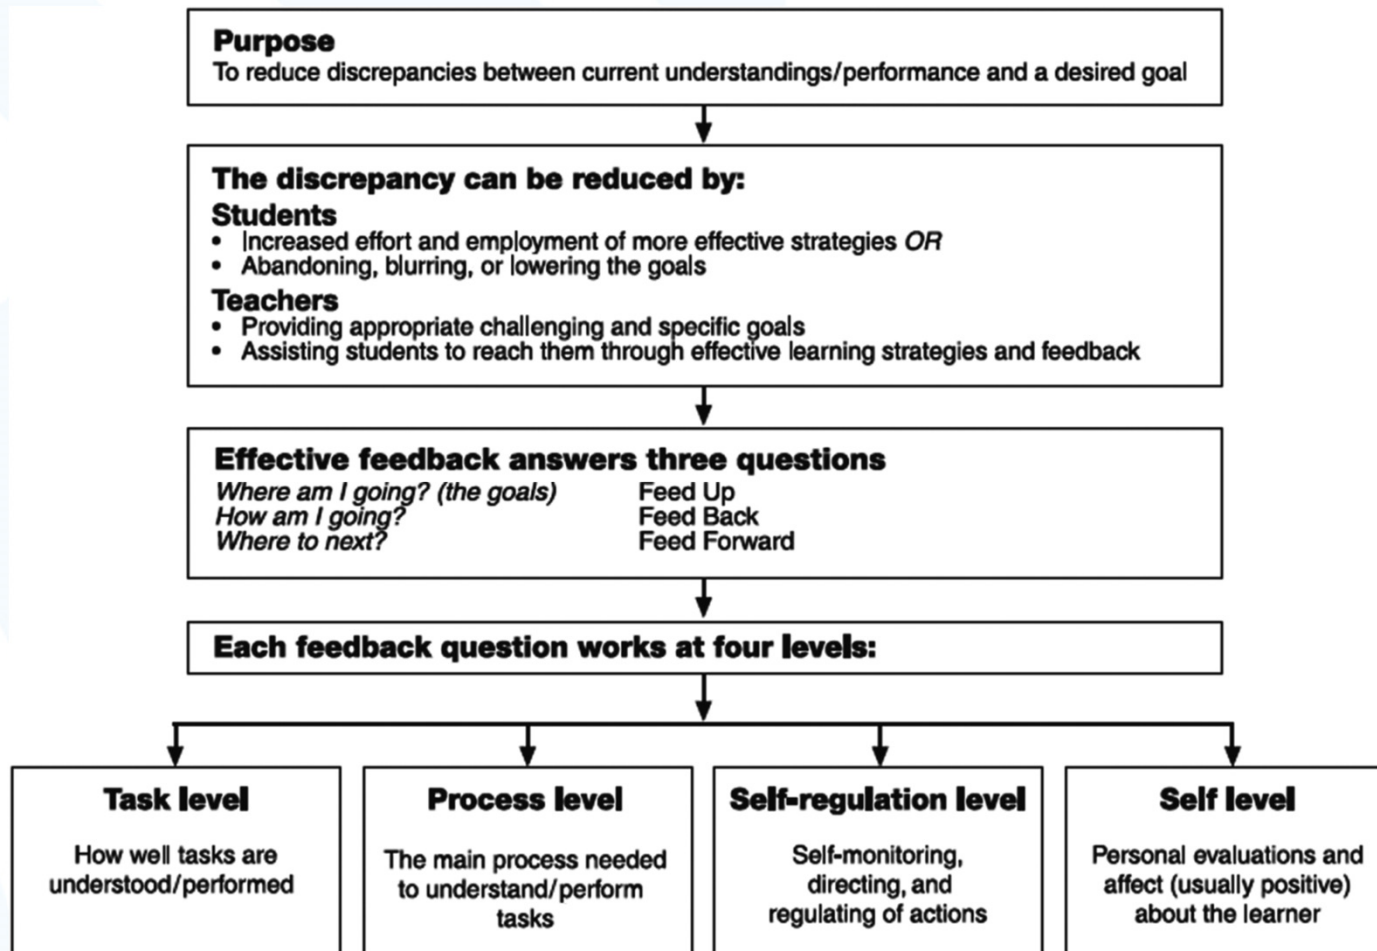 Purpose
To reduce discrepancies between current understandings/performance and a desired goal
The discrepancy can be reduced by:
Students
• Increased effort and employment of more effective strategies OR
• Abandoning, blurring, or lowering the goals
Teachers
• Providing appropriate challenging and specific goals
• Assisting students to reach them through effective learning strategies and feedback
Effective feedback answers three questions
Where am I going? (the goals) Feed Up
How am I going? Feed Back
Where to next? Feed Forward
Each feedback question works at four levels:
Task level
How well tasks are
understood/performed
Process level
The main process needed
to understand/perform
tasks
Self-regulation level
Self-monitoring,
directing, and
regulating of actions
Self level
Personal evaluations and
affect (usually positive)
about the learner